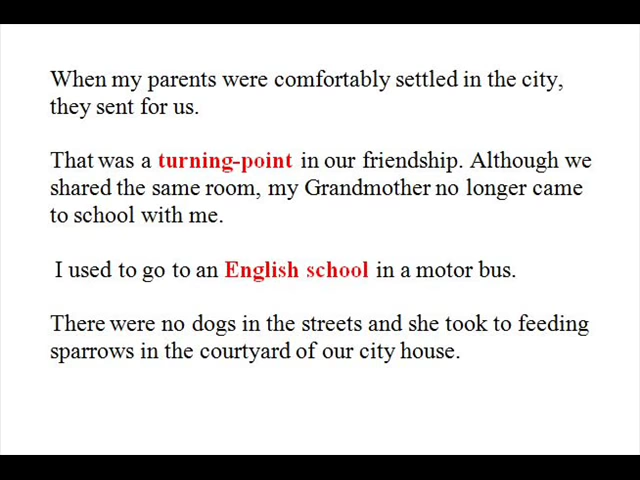 When my parents were comfortably settled in the city,
they sent for us.
That was a turning-point in our friendship. Although we
shared the same room, my Grandmother no longer came
to school with me.
I used to go to an English school in a motor bus.
There were no dogs in the streets and she took to feeding
sparrows in the courtyard of our city house.